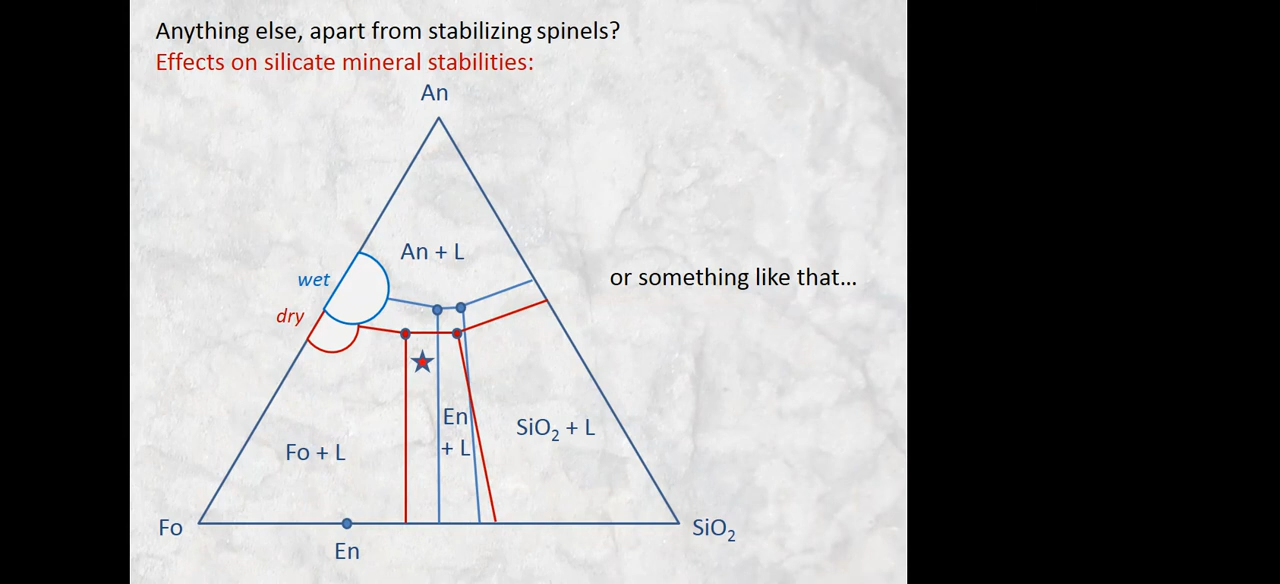 Anything else, apart from stabilizing spinels?
Effects on silicate mineral stabilities:
An
An + L
wet
or something like that...
dry
En
+ L
SiO₂ + L
Fo + L
Fo
SiO₂
En